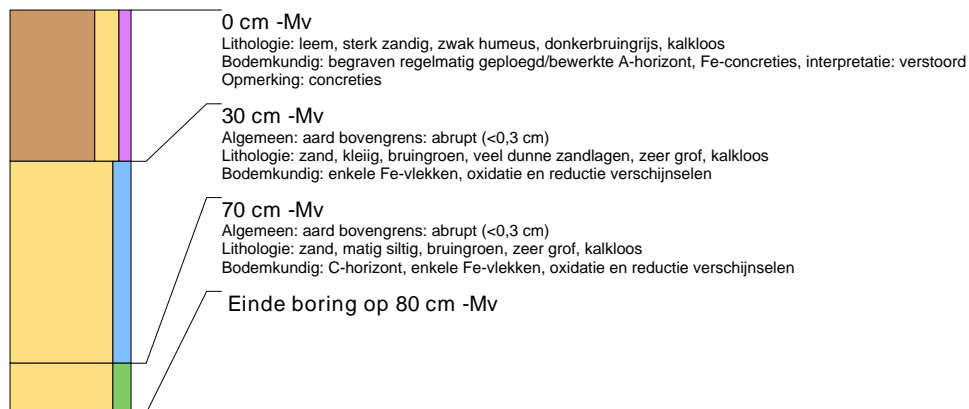 0 cm -Mv
Lithologie: leem, sterk zandig, zwak humeus, donkerbruingrijs, kalkloos
Bodemkundig: begraven regelmatig geploegd/bewerkte A-horizont, Fe-concreties, interpretatie: verstoord
Opmerking: concreties
30 cm -Mv
Algemeen: aard bovengrens: abrupt (<0,3 cm)
Lithologie: zand, kleiig, bruingroen, veel dunne zandlagen, zeer grof, kalkloos
Bodemkundig: enkele Fe-vlekken, oxidatie en reductie verschijnselen
70 cm -Mv
Algemeen: aard bovengrens: abrupt (<0,3 cm)
Lithologie: zand, matig siltig, bruingroen, zeer grof, kalkloos
Bodemkundig: C-horizont, enkele Fe-vlekken, oxidatie en reductie verschijnselen
Einde boring op 80 cm -Mv